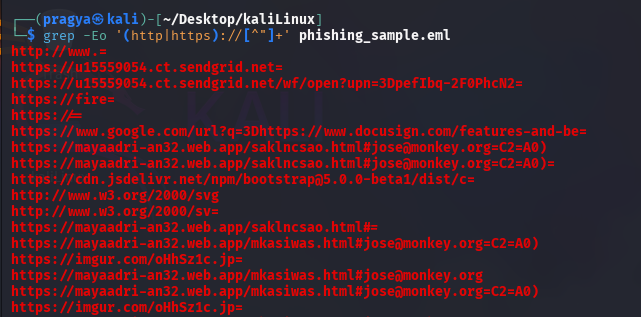 ┌──(pragya㉿kali)-[~/Desktop/kaliLinux]
└─$ grep -Eo '(http|https)://[^"]+' phishing_sample.eml
http://www.=
https://u15559054.ct.sendgrid.net=
https://u15559054.ct.sendgrid.net/wf/open?upn=3DpefIbq-2F0PhcN2=
https://fire=
https://=
https://www.google.com/url?q=3Dhttps://www.docusign.com/features-and-be=
https://mayaadri-an32.web.app/saklncsao.html#jose@monkey.org=C2=A0)
https://mayaadri-an32.web.app/saklncsao.html#jose@monkey.org=C2=A0)=
https://cdn.jsdelivr.net/npm/bootstrap@5.0.0-beta1/dist/c=
http://www.w3.org/2000/svg
http://www.w3.org/2000/sv=
https://mayaadri-an32.web.app/saklncsao.html#=
https://mayaadri-an32.web.app/mkasiwas.html#jose@monkey.org=C2=A0)
https://imgur.com/oHhSz1c.jp=
https://mayaadri-an32.web.app/mkasiwas.html#jose@monkey.org
https://mayaadri-an32.web.app/mkasiwas.html#jose@monkey.org=C2=A0)
https://imgur.com/oHhSz1c.jp=